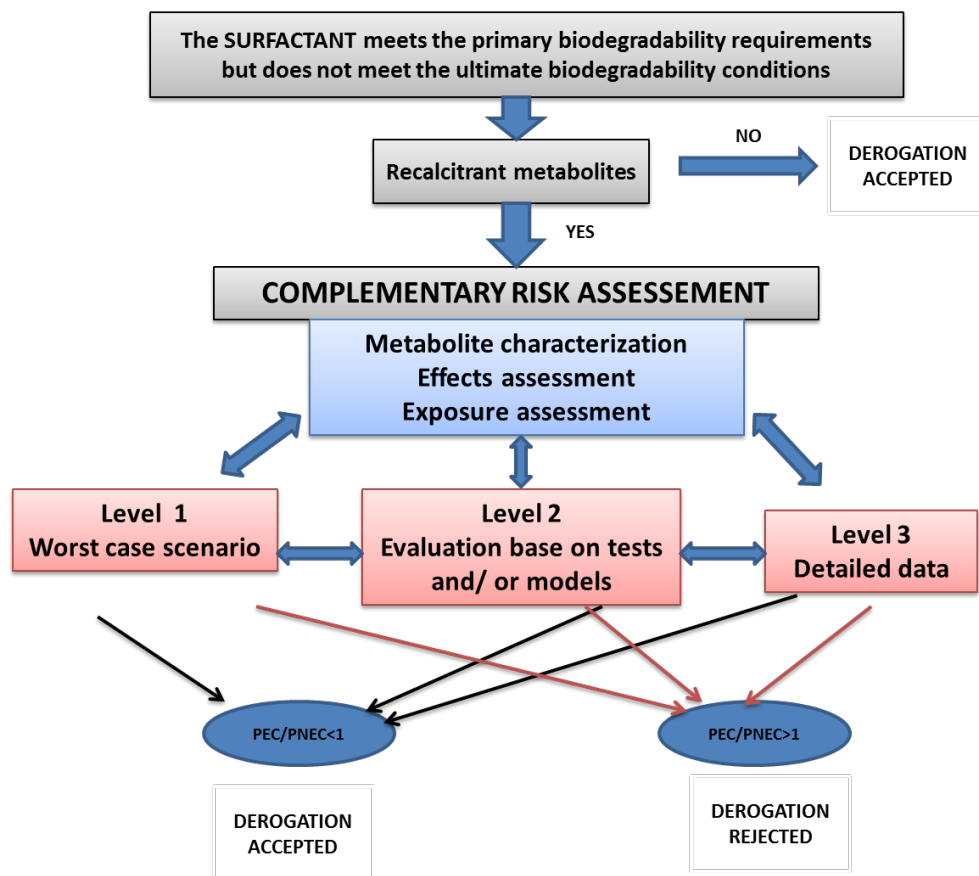 The SURFACTANT meets the primary biodegradability requirements
but does not meet the ultimate biodegradability conditions
NO
DEROGATION
ACCEPTED
Recalcitrant metabolites
YES
COMPLEMENTARY RISK ASSESSEMENT
Metabolite characterization
Effects assessment
Exposure assessment
Level 1
Worst case scenario
Level 2
Evaluation base on tests
and/ or models
Level 3
Detailed data
PEC/PNEC<1
PEC/PNEC>1
DEROGATION
ACCEPTED
DEROGATION
REJECTED